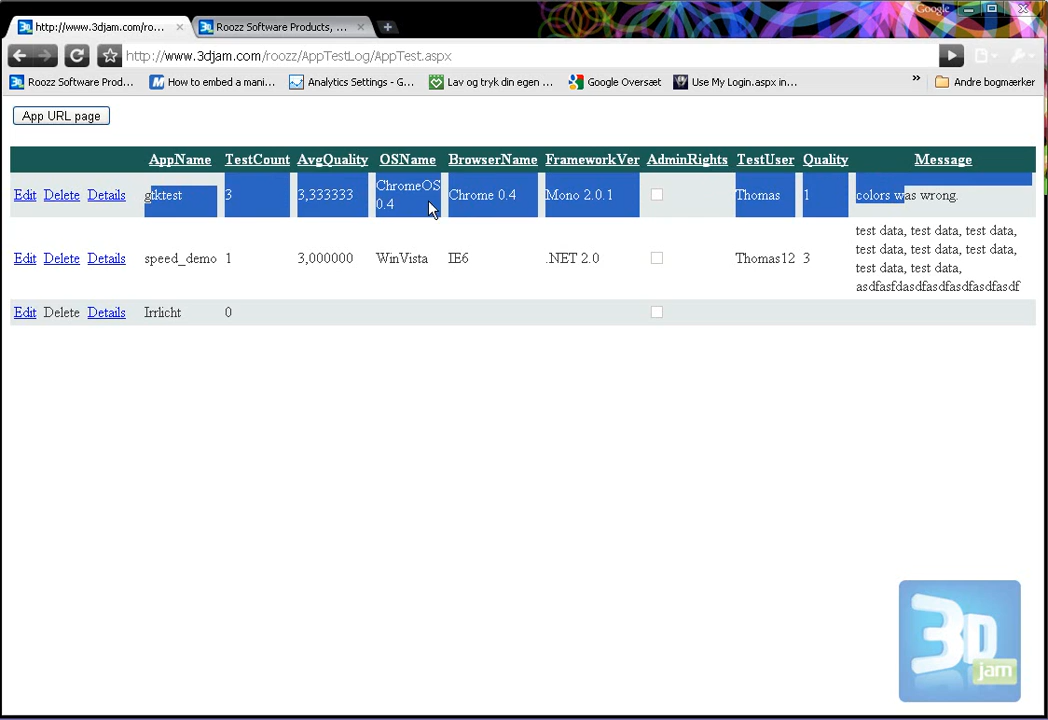 http://www.3djam.com/ro...
Roozz Software Products, ...
Google
http://www.3djam.com/roozz/AppTestLog/AppTest.aspx
Roozz Software Prod...
How to embed a mani...
Analytics Settings - G...
Lav og tryk din egen ...
Google Oversæt
Use My Login.aspx in...
»
Andre bogmærker
App URL page
AppName TestCount AvgQuality OSName BrowserName FrameworkVer AdminRights TestUser Quality Message
Edit Delete Details gtktest 3 3,333333 ChromeOS 0.4 Chrome 0.4 Mono 2.0.1 Thomas 1 colors was wrong.
Edit Delete Details speed_demo 1 3,000000 WinVista IE6 .NET 2.0 Thomas12 3
test data, test data, test data,
test data, test data, test data,
test data, test data,
asdfasfdasdfasdfasdfasdfasdf
Edit Delete Details Irrlicht 0
3D
jam